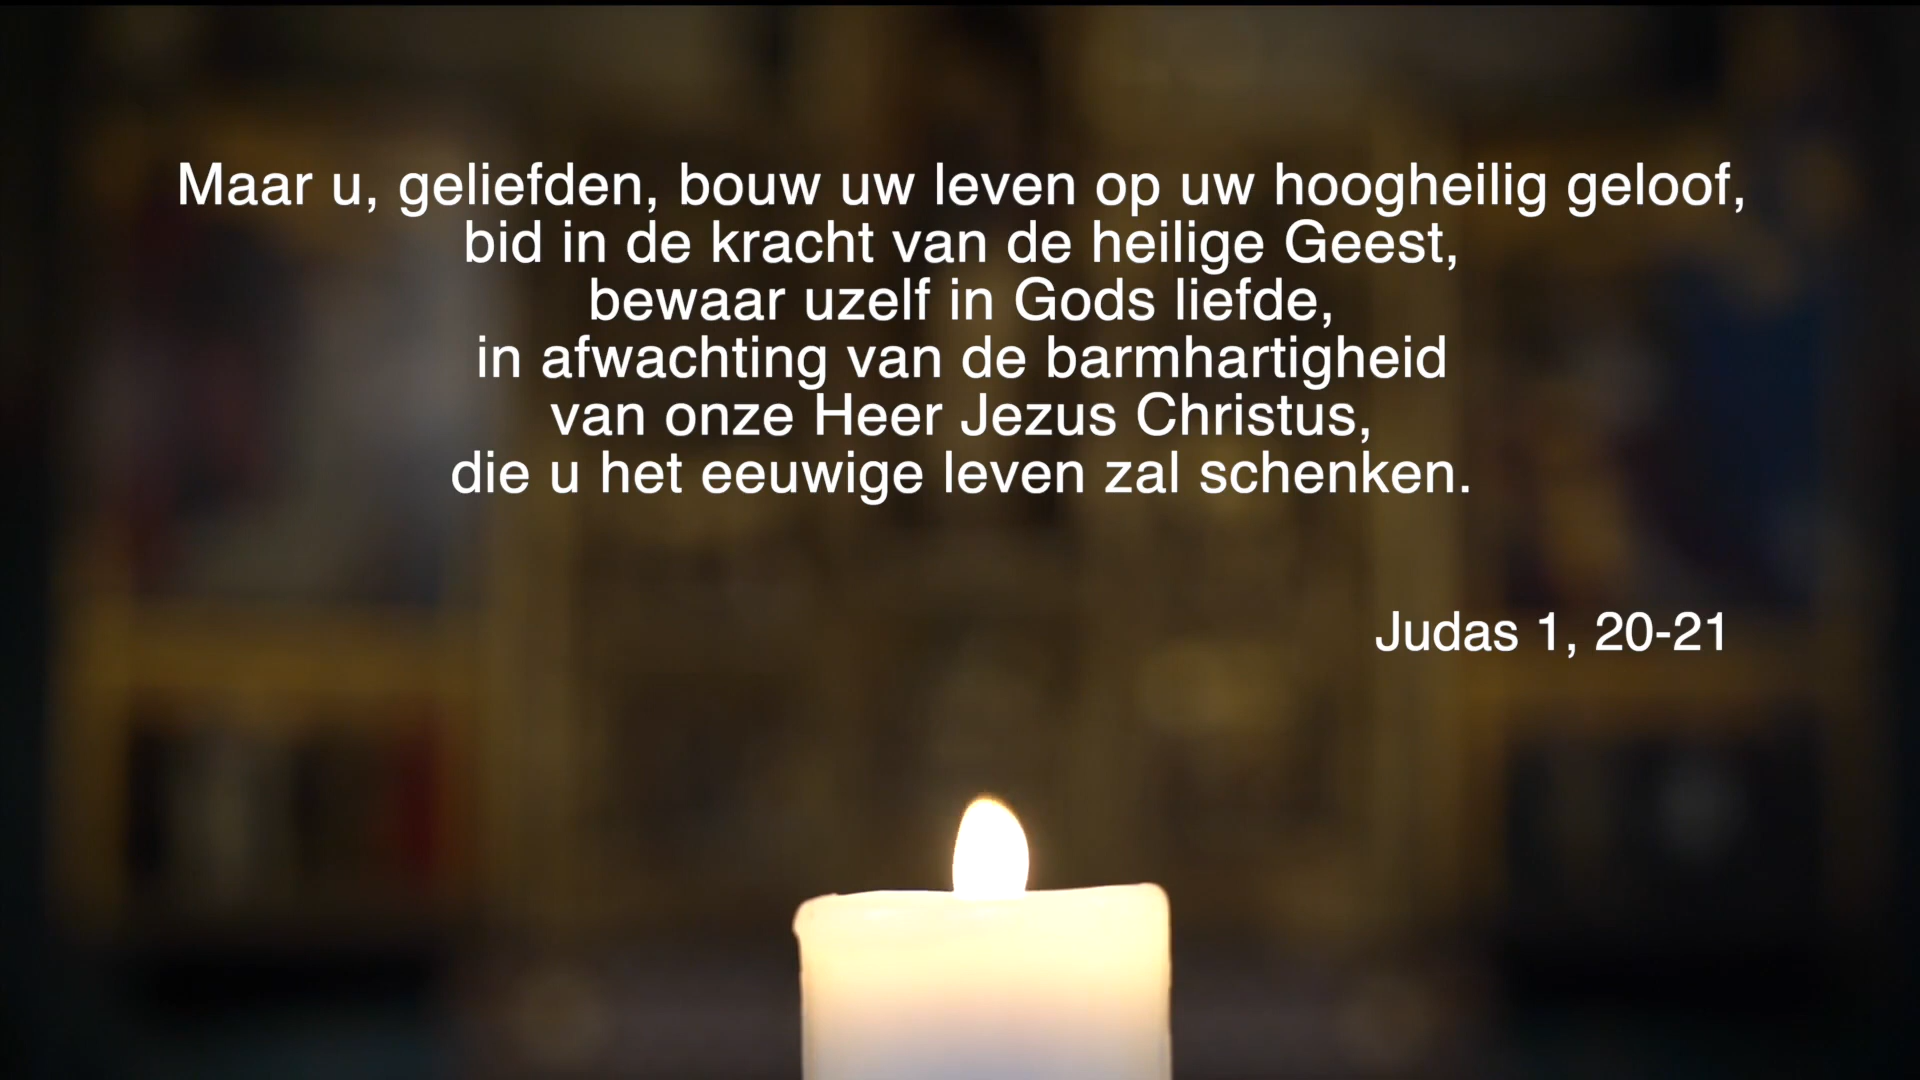 Maar u, geliefden, bouw uw leven op uw hoogheilig geloof,
bid in de kracht van de heilige Geest,
bewaar uzelf in Gods liefde,
in afwachting van de barmhartigheid
van onze Heer Jezus Christus,
die u het eeuwige leven zal schenken.
Judas 1, 20-21